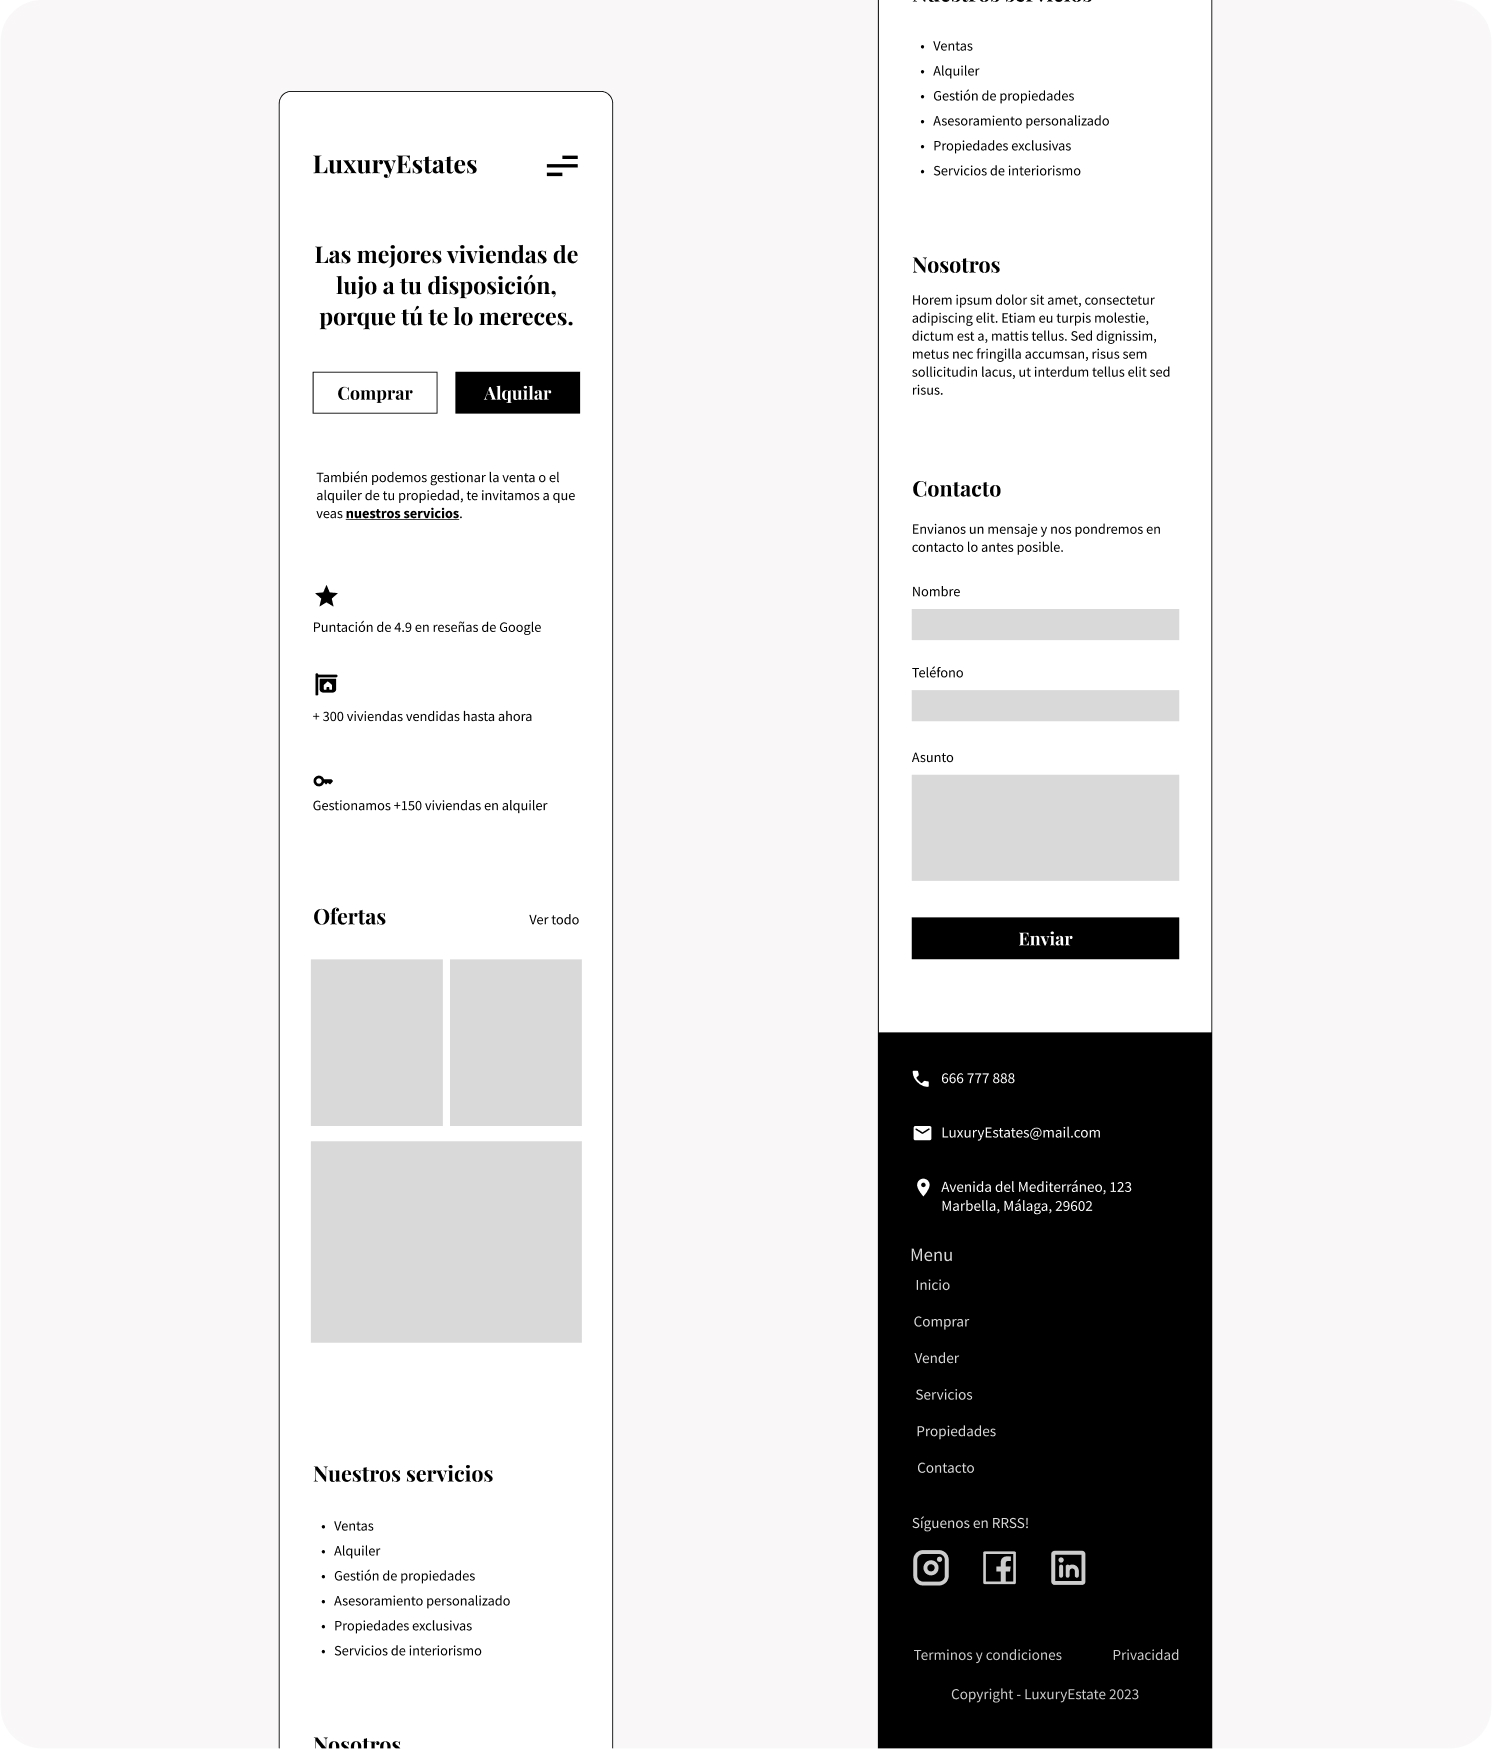 LuxuryEstates
Las mejores viviendas de
lujo a tu disposición,
porque tú te lo mereces.
Comprar
Alquilar
También podemos gestionar la venta o el
alquiler de tu propiedad, te invitamos a que
veas nuestros servicios.
Puntación de 4.9 en reseñas de Google
+ 300 viviendas vendidas hasta ahora
Gestionamos +150 viviendas en alquiler
Ofertas
Ver todo
Nuestros servicios
• Ventas
• Alquiler
• Gestión de propiedades
• Asesoramiento personalizado
• Propiedades exclusivas
• Servicios de interiorismo
Nosotros
Nuestros servicios
• Ventas
• Alquiler
• Gestión de propiedades
• Asesoramiento personalizado
• Propiedades exclusivas
• Servicios de interiorismo
Nosotros
Horem ipsum dolor sit amet, consectetur
adipiscing elit. Etiam eu turpis molestie,
dictum est a, mattis tellus. Sed dignissim,
metus nec fringilla accumsan, risus sem
sollicitudin lacus, ut interdum tellus elit sed
risus.
Contacto
Envianos un mensaje y nos pondremos en
contacto lo antes posible.
Nombre
Teléfono
Asunto
Enviar
666 777 888
LuxuryEstates@mail.com
Avenida del Mediterráneo, 123
Marbella, Málaga, 29602
Menu
Inicio
Comprar
Vender
Servicios
Propiedades
Contacto
Síguenos en RRSS!
Terminos y condiciones
Privacidad
Copyright - LuxuryEstate 2023